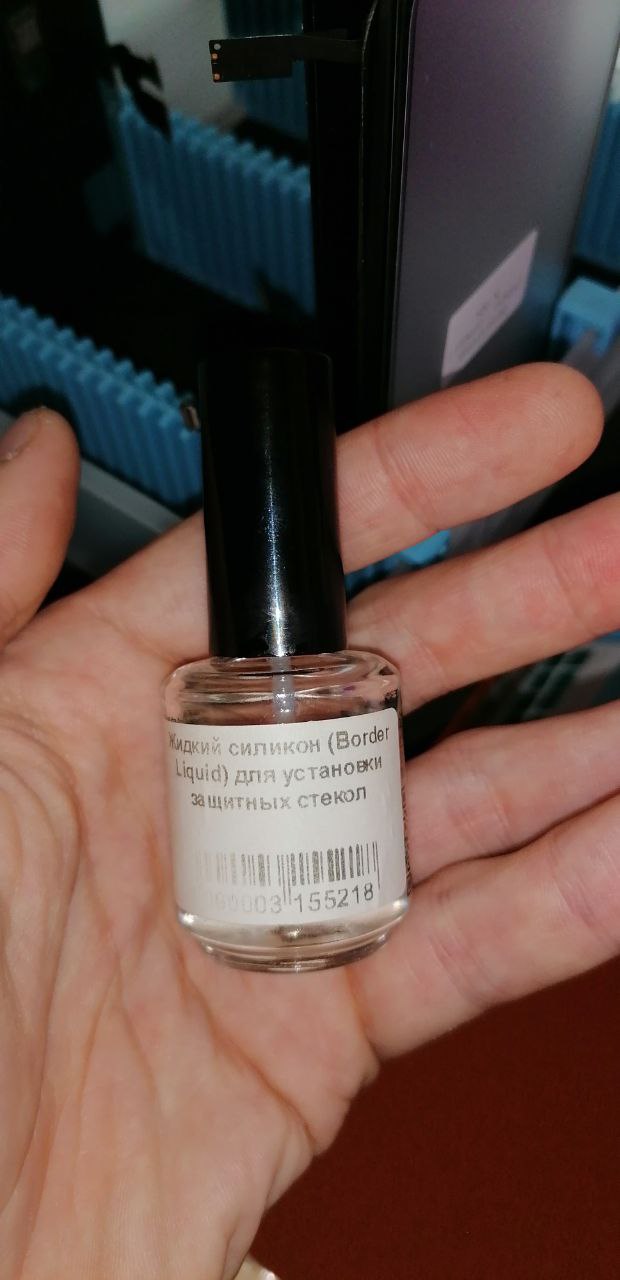 Жидкий силикон (Border
Liquid) для установки
защитных стекол
155218